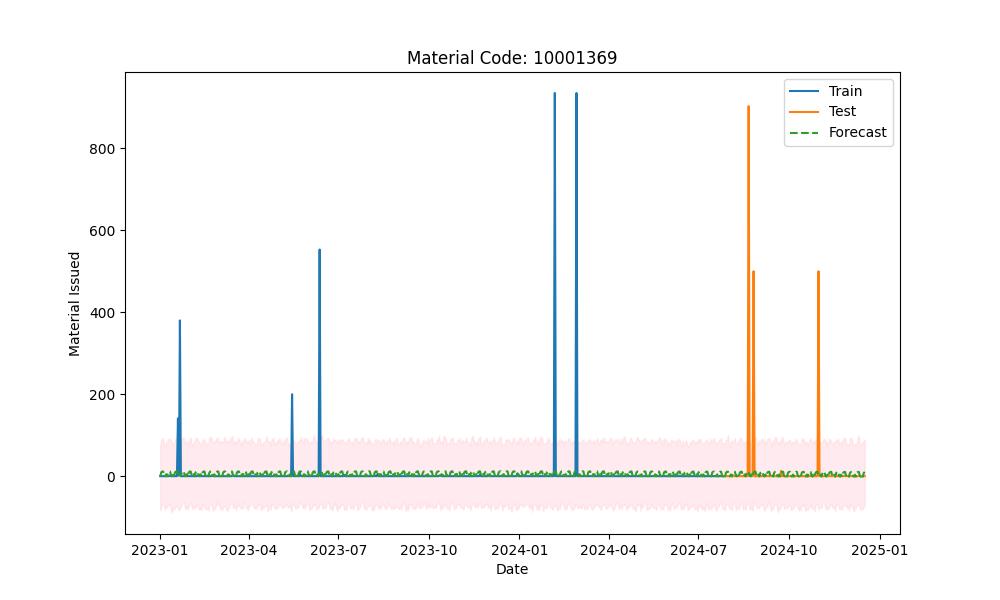 Material Code: 10001369
Train
Test
Forecast
Material Issued
800
600
400
200
0
2023-01 2023-04 2023-07 2023-10 2024-01 2024-04 2024-07 2024-10 2025-01
Date